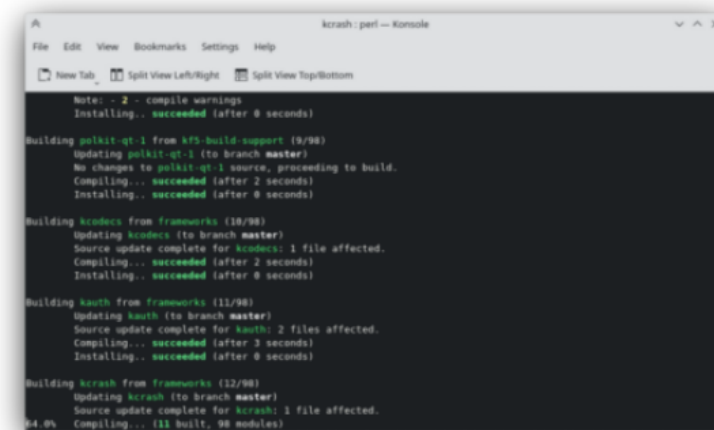 kcrash : perl — Konsole
File Edit View Bookmarks Settings Help
New Tab Split View Left/Right Split View Top/Bottom
Note: - 2 - compile warnings
Installing.. succeeded (after 0 seconds)
Building polkit-qt-1 from kf5-build-support (9/98)
Updating polkit-qt-1 (to branch master)
No changes to polkit-qt-1 source, proceeding to build.
Compiling... succeeded (after 2 seconds)
Installing.. succeeded (after 0 seconds)
Building kcodecs from frameworks (10/98)
Updating kcodecs (to branch master)
Source update complete for kcodecs: 1 file affected.
Compiling... succeeded (after 2 seconds)
Installing.. succeeded (after 0 seconds)
Building kauth from frameworks (11/98)
Updating kauth (to branch master)
Source update complete for kauth: 2 files affected.
Compiling... succeeded (after 3 seconds)
Installing.. succeeded (after 0 seconds)
Building kcrash from frameworks (12/98)
Updating kcrash (to branch master)
Source update complete for kcrash: 1 file affected.
64.0% Compiling... (11 built, 98 modules)